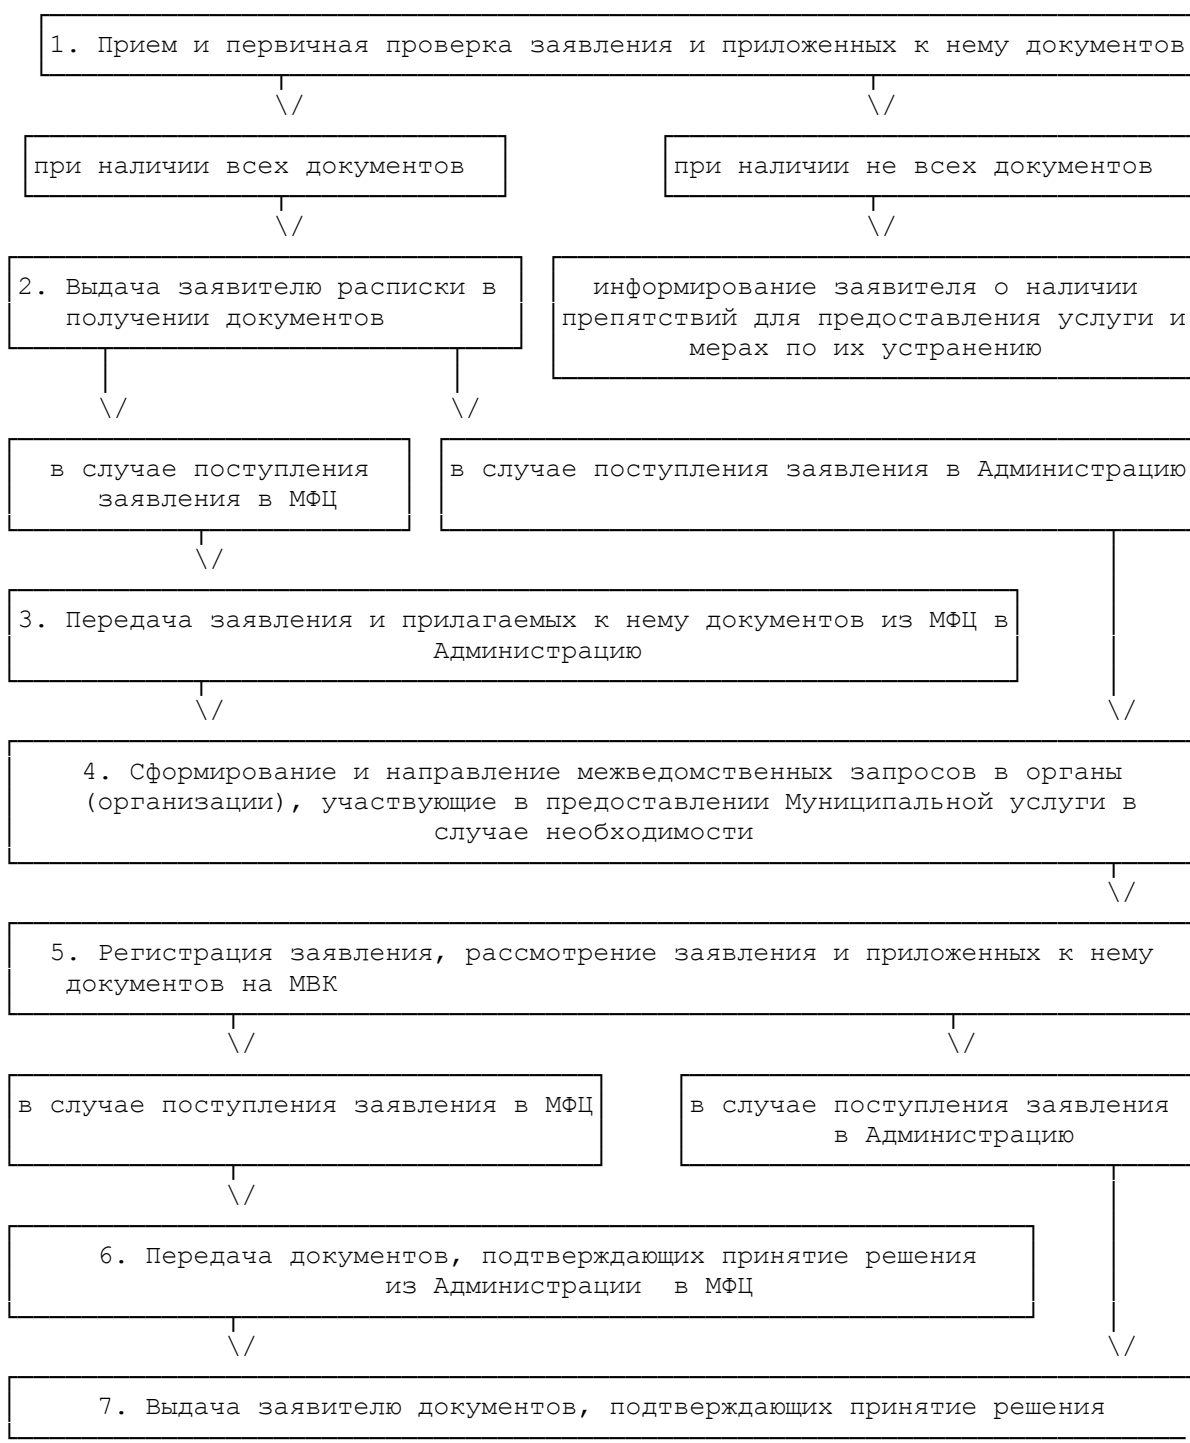 1. Прием и первичная проверка заявления и приложенных к нему документов
при наличии всех документов
при наличии не всех документов
2. Выдача заявителю расписки в
получении документов
информирование заявителя о наличии
препятствий для предоставления услуги и
мерах по их устранению
в случае поступления
заявления в МФЦ
в случае поступления заявления в Администрацию
3. Передача заявления и прилагаемых к нему документов из МФЦ в
Администрацию
4. Сформирование и направление межведомственных запросов в органы
(организации), участвующие в предоставлении Муниципальной услуги в
случае необходимости
5. Регистрация заявления, рассмотрение заявления и приложенных к нему
документов на МВК
в случае поступления заявления в МФЦ
в случае поступления заявления
в Администрацию
6. Передача документов, подтверждающих принятие решения
из Администрации в МФЦ
7. Выдача заявителю документов, подтверждающих принятие решения